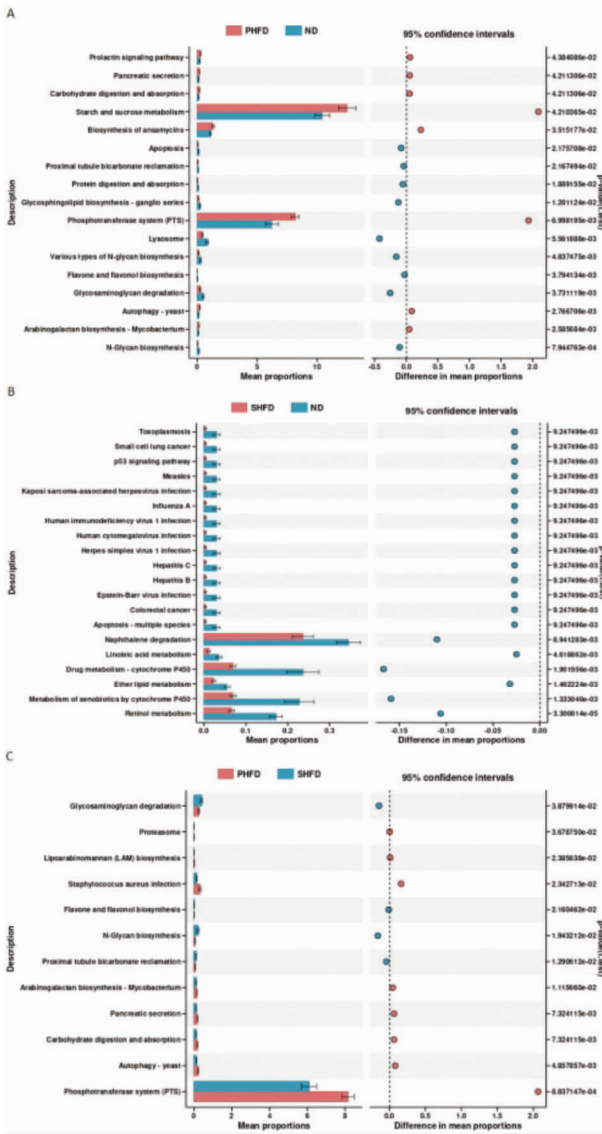 A
PHFD ND
95% confidence intervals
Prolactin signaling pathway 4.384086e-02
Pancreatic secretion 4.211306e-02
Carbohydrate digestion and absorption 4.211306e-02
Starch and sucrose metabolism 4.210365e-02
Biosynthesis of ansamycins 3.515177e-02
Apoptosis 2.175708e-02
Proximal tubule bicarbonate reclamation 2.167494e-02
Protein digestion and absorption 1.889155e-02
Glycosphingolipid biosynthesis - ganglio series 1.201124e-02
Phosphotransferase system (PTS) 6.998195e-03
Lysosome 5.561888e-03
Various types of N-glycan biosynthesis 4.837475e-03
Flavone and flavonol biosynthesis 3.794134e-03
Glycosaminoglycan degradation 3.731119e-03
Autophagy - yeast 2.766706e-03
Arabinogalactan biosynthesis - Mycobacterium 2.585684e-03
N-Glycan biosynthesis 7.944763e-04
Description
0 5 10 -0.5 0.0 0.5 1.0 1.5 2.0
Mean proportions Difference in mean proportions
B
SHFD ND
95% confidence intervals
Toxoplasmosis 9.247496e-03
Small cell lung cancer 9.247496e-03
p53 signaling pathway 9.247496e-03
Measles 9.247496e-03
Kaposi sarcoma-associated herpesvirus infection 9.247496e-03
Influenza A 9.247496e-03
Human immunodeficiency virus 1 infection 9.247496e-03
Human cytomegalovirus infection 9.247496e-03
Herpes simplex virus 1 infection 9.247496e-03
Hepatitis C 9.247496e-03
Hepatitis B 9.247496e-03
Epstein-Barr virus infection 9.247496e-03
Colorectal cancer 9.247496e-03
Apoptosis - multiple species 9.247496e-03
Naphthalene degradation 8.941283e-03
Linoleic acid metabolism 4.618862e-03
Drug metabolism - cytochrome P450 1.901956e-03
Ether lipid metabolism 1.462224e-03
Metabolism of xenobiotics by cytochrome P450 1.333040e-03
Retinol metabolism 3.300814e-05
Description
0.0 0.1 0.2 0.3 -0.15 -0.10 -0.05 0.00
Mean proportions Difference in mean proportions
C
PHFD SHFD
95% confidence intervals
Glycosaminoglycan degradation 3.879914e-02
Proteasome 3.678750e-02
Lipoarabinomannan (LAM) biosynthesis 2.385638e-02
Staphylococcus aureus infection 2.342713e-02
Flavone and flavonol biosynthesis 2.160462e-02
N-Glycan biosynthesis 1.943212e-02
Proximal tubule bicarbonate reclamation 1.290612e-02
Arabinogalactan biosynthesis - Mycobacterium 1.115660e-02
Pancreatic secretion 7.324115e-03
Carbohydrate digestion and absorption 7.324115e-03
Autophagy - yeast 4.857857e-03
Phosphotransferase system (PTS) 8.837147e-04
Description
0 2 4 6 8 0.0 0.5 1.0 1.5 2.0
Mean proportions Difference in mean proportions